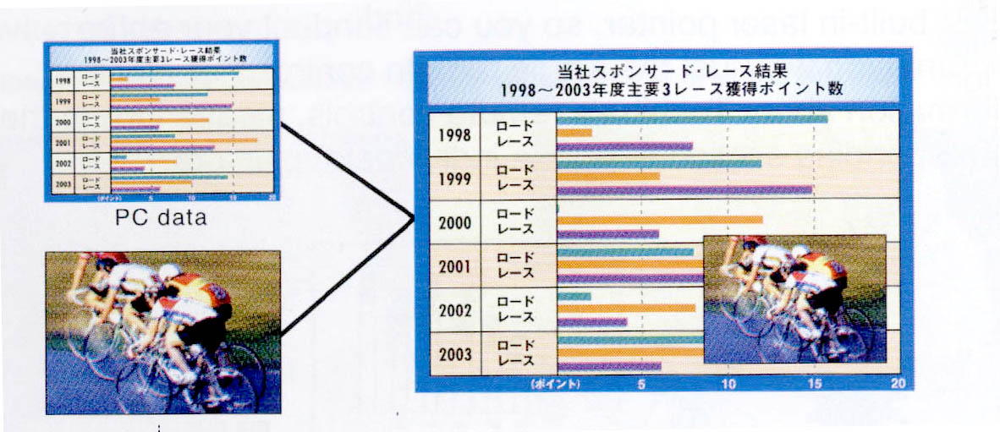 built-in laser pointer, so you can
当社スポンサード・レース結果
1998～2003年度主要3レース獲得ポイント数
1998 ロード
レース
1999 ロード
レース
2000 ロード
レース
2001 ロード
レース
2002 ロード
レース
2003 ロード
レース
(ポイント) 5 10 15 20
PC data
当社スポンサード・レース結果
1998～2003年度主要3レース獲得ポイント数
1998 ロード
レース
1999 ロード
レース
2000 ロード
レース
2001 ロード
レース
2002 ロード
レース
2003 ロード
レース
(ポイント) 5 10 15 20